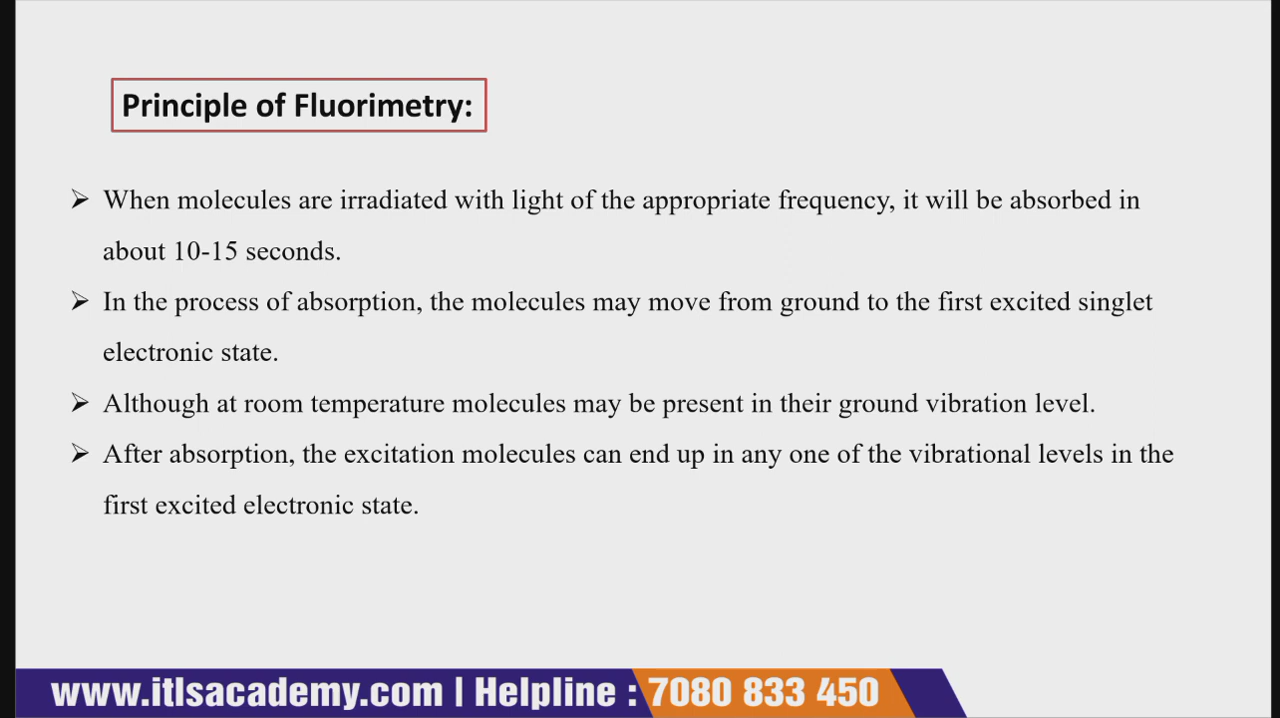 Principle of Fluorimetry:
➢ When molecules are irradiated with light of the appropriate frequency, it will be absorbed in
about 10-15 seconds.
➢ In the process of absorption, the molecules may move from ground to the first excited singlet
electronic state.
➢ Although at room temperature molecules may be present in their ground vibration level.
➢ After absorption, the excitation molecules can end up in any one of the vibrational levels in the
first excited electronic state.
www.itlsacademy.com | Helpline : 7080 833 450